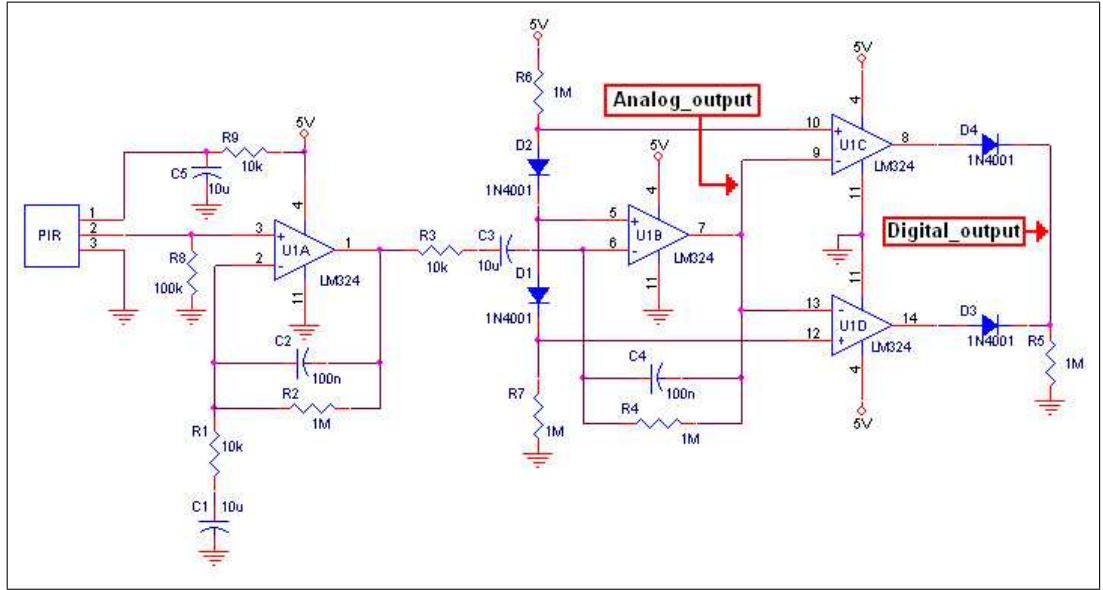 5V
R6
1M
Analog_output
5V
4
10
+
U1C
8
9
-
LM324
D4
1N4001
R9
10k
5V
C5
10u
D2
1N4001
5V
4
11
PIR
1
2
3
4
3
+
U1A
1
2
-
LM324
11
R8
100k
R3
10k
C3
10u
5
+
U1B
7
6
-
LM324
11
Digital_output
D1
1N4001
11
13
-
U1D
14
12
+
LM324
4
5V
D3
1N4001
R5
1M
C2
100n
R2
1M
C4
100n
R4
1M
R7
1M
R1
10k
C1
10u